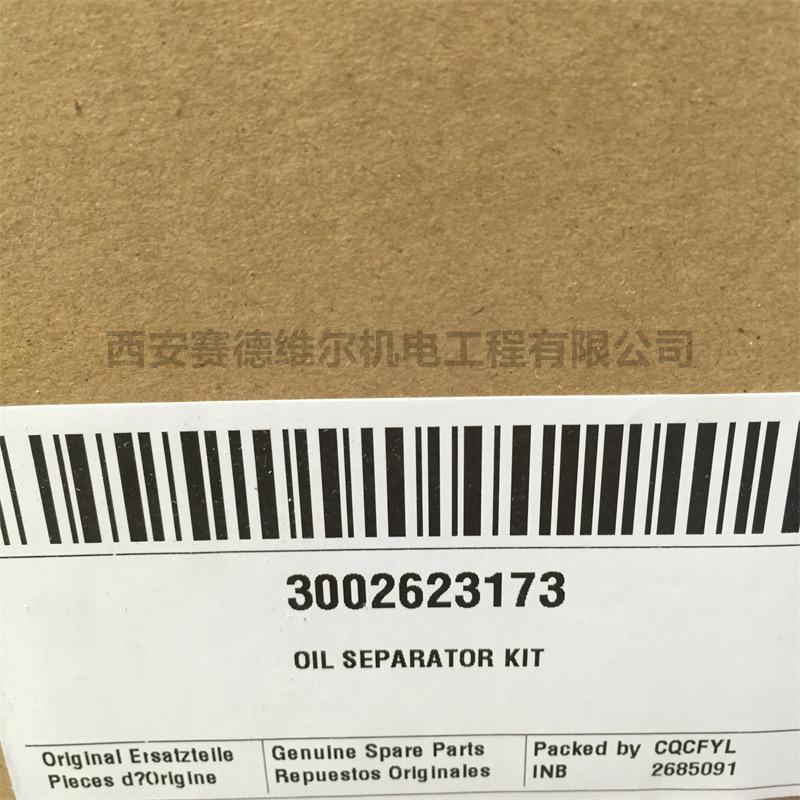 西安赛德维尔机电工程有限公司
3002623173
OIL SEPARATOR KIT
Original Ersatzteile
Pieces d?Origine
Genuine Spare Parts
Repuestos Originales
Packed by CQCFYL
INB 2685091